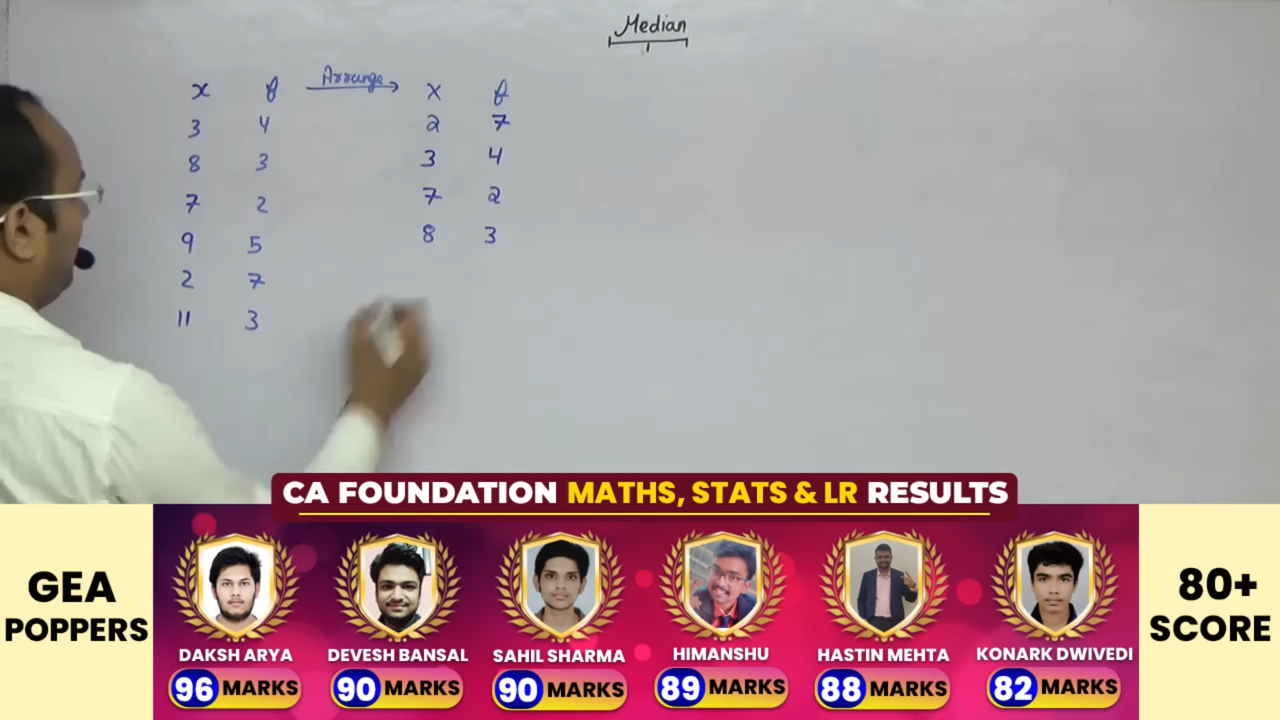 Median
x f Arrange x f
3 4 2 7
8 3 3 4
7 2 7 2
9 5 8 3
2 7
11 3
CA FOUNDATION MATHS, STATS & LR RESULTS
GEA
POPPERS
DAKSH ARYA
96 MARKS
DEVESH BANSAL
90 MARKS
SAHIL SHARMA
90 MARKS
HIMANSHU
89 MARKS
HASTIN MEHTA
88 MARKS
KONARK DWIVEDI
82 MARKS
80+
SCORE